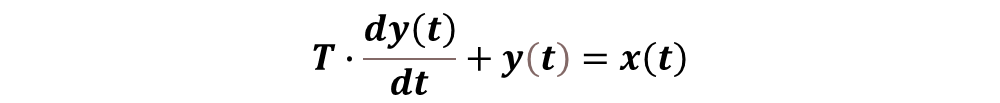 T · dy(t)/dt + y(t) = x(t)